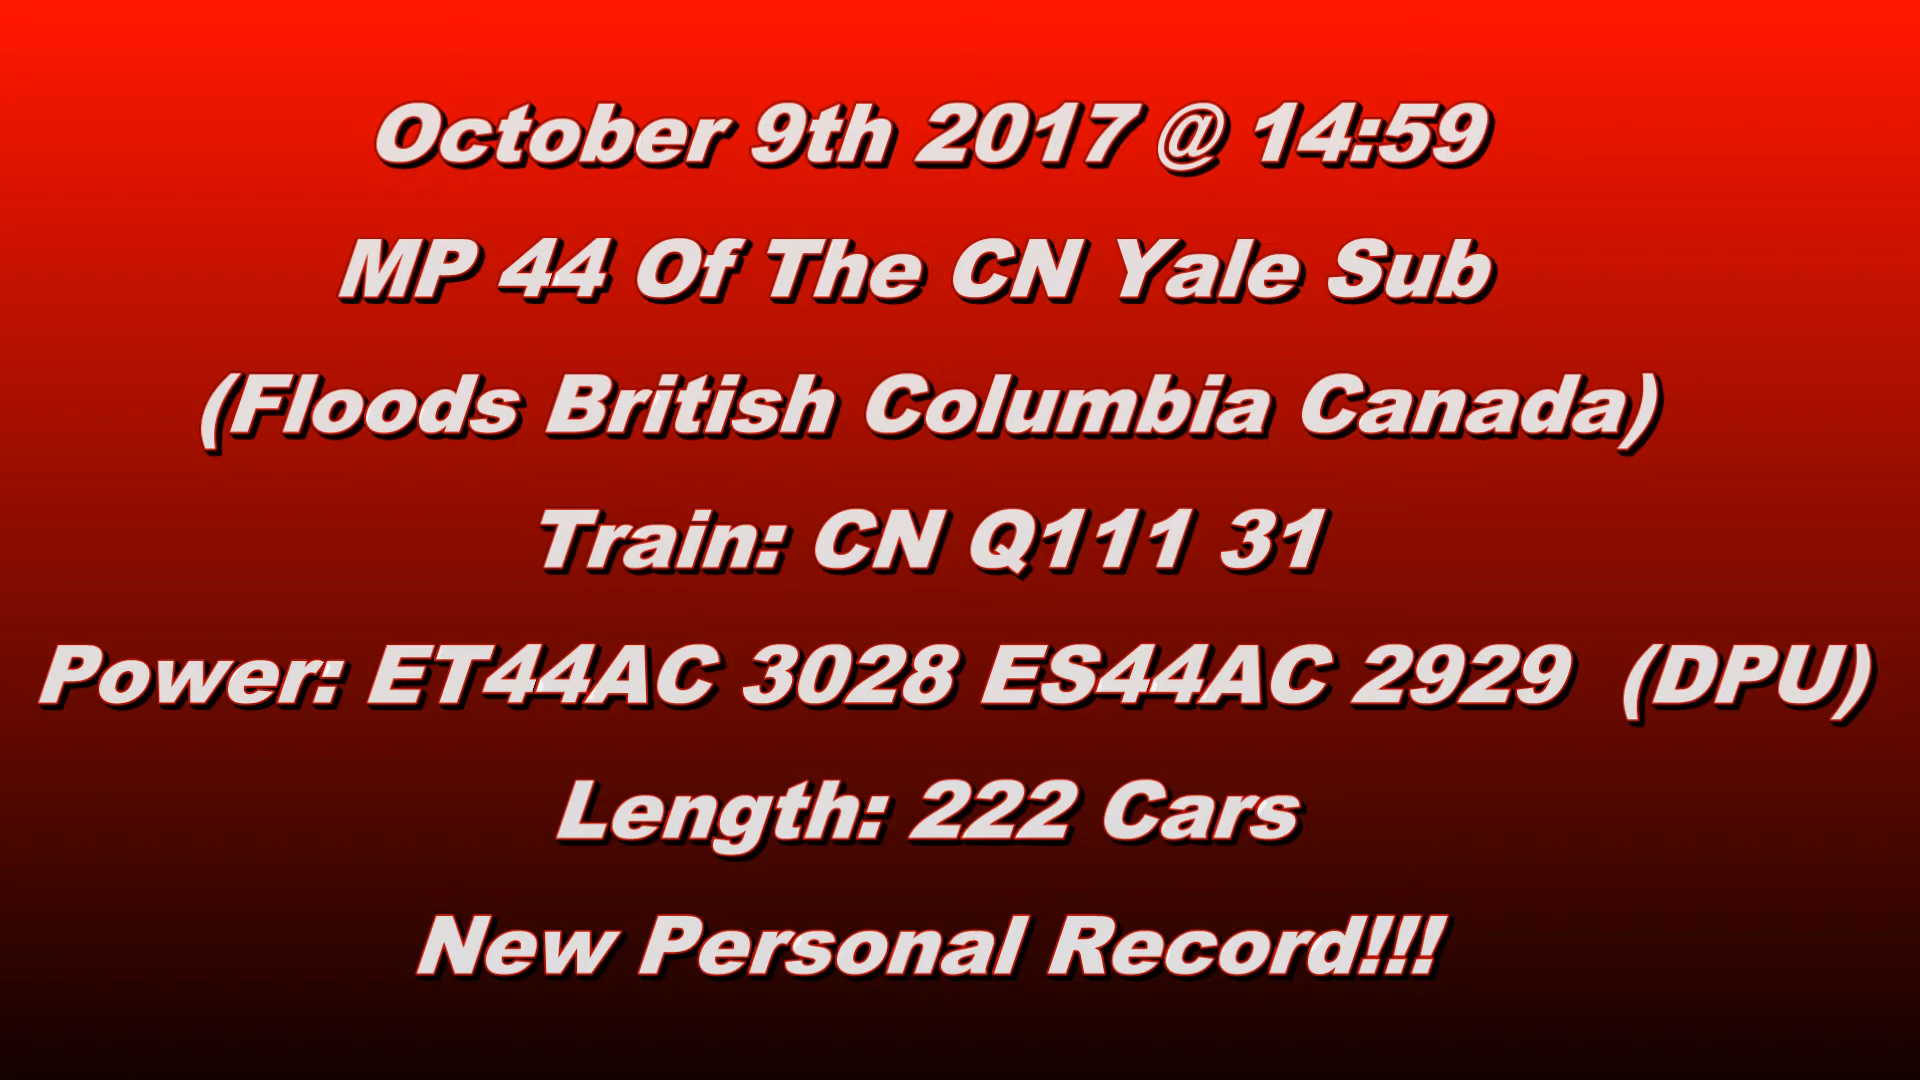 October 9th 2017 @ 14:59
MP 44 Of The CN Yale Sub
(Floods British Columbia Canada)
Train: CN Q111 31
Power: ET44AC 3028 ES44AC 2929 (DPU)
Length: 222 Cars
New Personal Record!!!